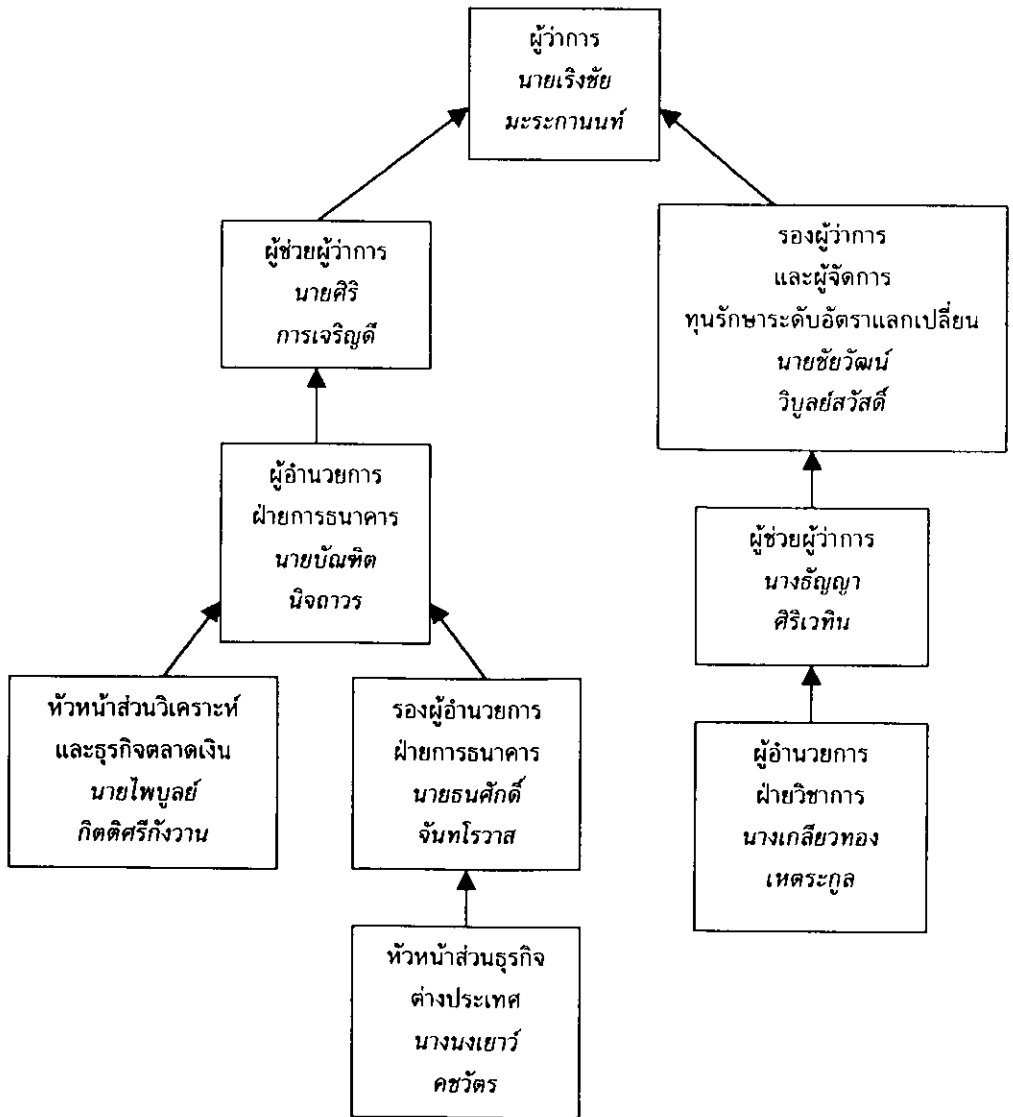 ผู้ว่าการ
นายเริงชัย
มะระกานนท์
ผู้ช่วยผู้ว่าการ
นายศิริ
การเจริญดี
รองผู้ว่าการ
และผู้จัดการ
ทุนรักษาระดับอัตราแลกเปลี่ยน
นายชัยวัฒน์
วิบูลย์สวัสดิ์
ผู้อำนวยการ
ฝ่ายการธนาคาร
นายบัณฑิต
นิจถาวร
ผู้ช่วยผู้ว่าการ
นางธัญญา
ศิริเวทิน
หัวหน้าส่วนวิเคราะห์
และธุรกิจตลาดเงิน
นายไพบูลย์
กิตติศรีกังวาน
รองผู้อำนวยการ
ฝ่ายการธนาคาร
นายธนศักดิ์
จันทโรวาส
ผู้อำนวยการ
ฝ่ายวิชาการ
นางเกลียวทอง
เหตระกูล
หัวหน้าส่วนธุรกิจ
ต่างประเทศ
นางนงเยาว์
คชวัตร